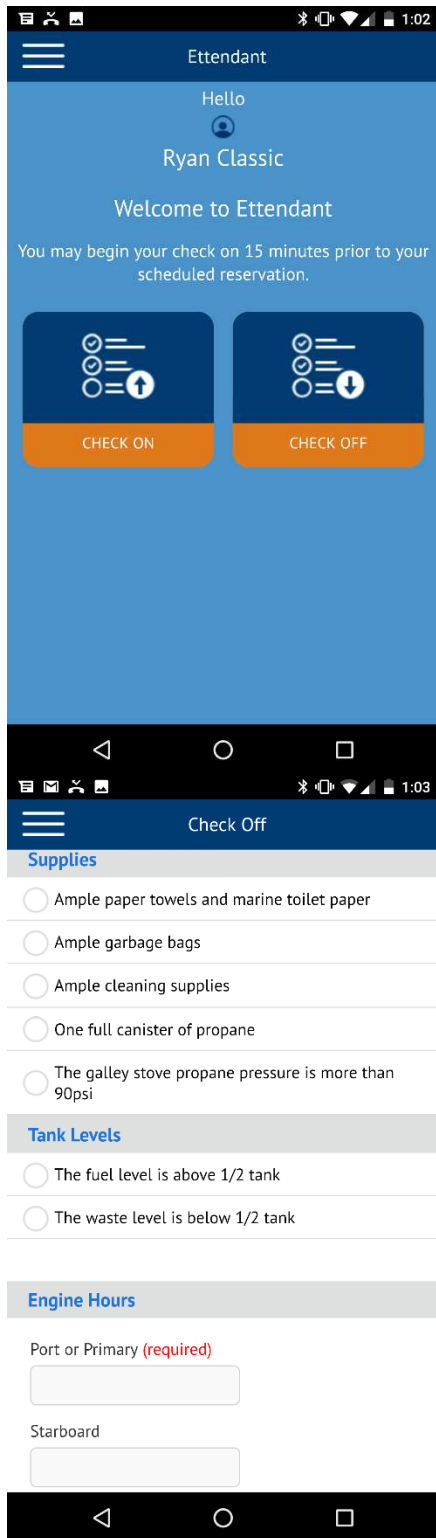 1:02
Ettendant
Hello
Ryan Classic
Welcome to Ettendant
You may begin your check on 15 minutes prior to your
scheduled reservation.
CHECK ON
CHECK OFF
1:03
Check Off
Supplies
Ample paper towels and marine toilet paper
Ample garbage bags
Ample cleaning supplies
One full canister of propane
The galley stove propane pressure is more than
90psi
Tank Levels
The fuel level is above 1/2 tank
The waste level is below 1/2 tank
Engine Hours
Port or Primary (required)
Starboard